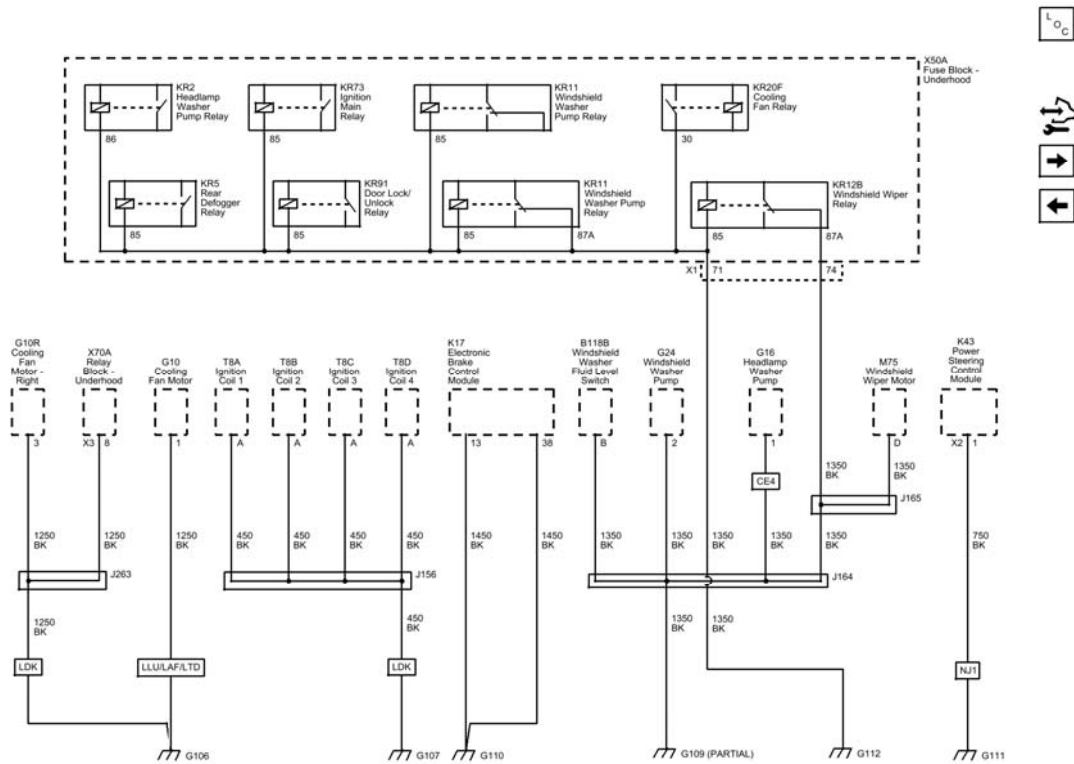 LOC
X50A
Fuse Block -
Underhood
KR2
Headlamp
Washer
Pump Relay
86
KR73
Ignition
Main
Relay
85
KR11
Windshield
Washer
Pump Relay
85
KR20F
Cooling
Fan Relay
30
KR5
Rear
Defogger
Relay
85
KR91
Door Lock/
Unlock
Relay
85
KR11
Windshield
Washer Pump
Relay
85
87A
KR12B
Windshield Wiper
Relay
85
87A
X1
71
74
G10R
Cooling
Fan
Motor -
Right
3
X70A
Relay
Block -
Underhood
X3
8
G10
Cooling
Fan Motor
1
T8A
Ignition
Coil 1
A
T8B
Ignition
Coil 2
A
T8C
Ignition
Coil 3
A
T8D
Ignition
Coil 4
A
K17
Electronic
Brake
Control
Module
13
38
B118B
Windshield
Washer
Fluid Level
Switch
B
G24
Windshield
Washer
Pump
2
G16
Headlamp
Washer
Pump
1
M75
Windshield
Wiper Motor
D
K43
Power
Steering
Control
Module
X2
1
CE4
1350
BK
1350
BK
J165
1250
BK
1250
BK
1250
BK
450
BK
450
BK
450
BK
450
BK
1450
BK
1450
BK
1350
BK
1350
BK
1350
BK
1350
BK
1350
BK
750
BK
J263
J156
J164
1250
BK
450
BK
1350
BK
1350
BK
LDK
LLU/LAF/LTD
LDK
NJ1
G106
G107
G110
G109 (PARTIAL)
G112
G111